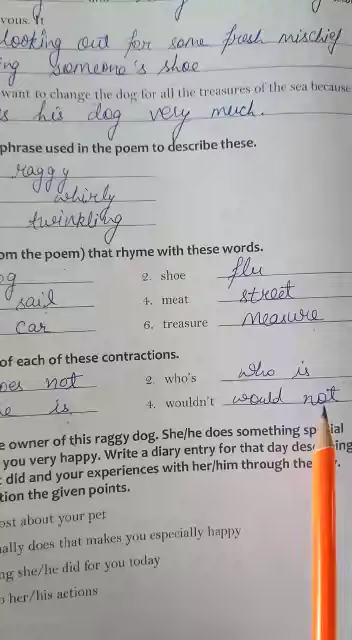 vous. It
looking out for some fresh mischief
ing someone's shoe
want to change the dog for all the treasures of the sea because
s his dog very much.
phrase used in the poem to describe these.
raggy
whirly
twinkling
om the poem) that rhyme with these words.
og 2. shoe flu
sail 4. meat street
car 6. treasure measure
of each of these contractions.
oes not 2. who's who is
e is 4. wouldn't would not
e owner of this raggy dog. She/he does something sp ial
you very happy. Write a diary entry for that day des ing
did and your experiences with her/him through the
tion the given points.
ost about your pet
ally does that makes you especially happy
ng she/he did for you today
o her/his actions